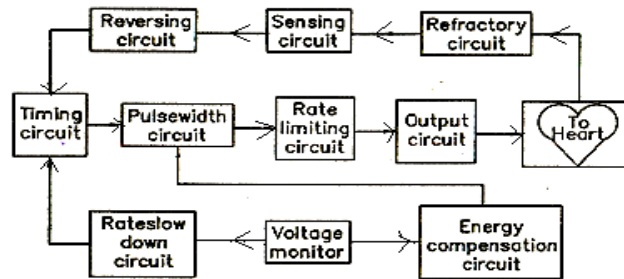 Reversing
circuit
Sensing
circuit
Refractory
circuit
Timing
circuit
Pulsewidth
circuit
Rate
limiting
circuit
Output
circuit
To
Heart
Rateslow
down
circuit
Voltage
monitor
Energy
compensation
circuit